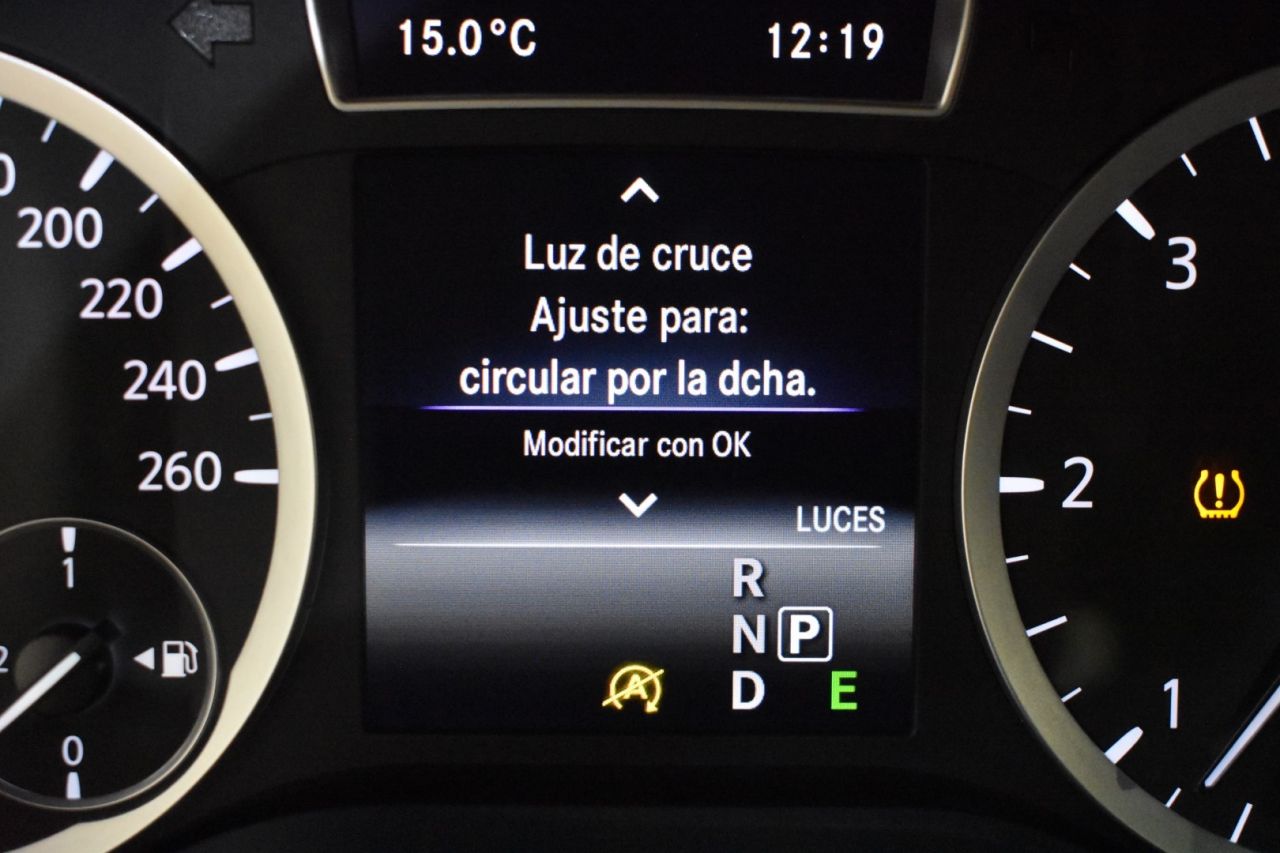 15.0°C 12:19
Luz de cruce
Ajuste para:
circular por la dcha.
Modificar con OK
LUCES
R
N P
D E
A
200
220
240
260
1
0
3
2
1